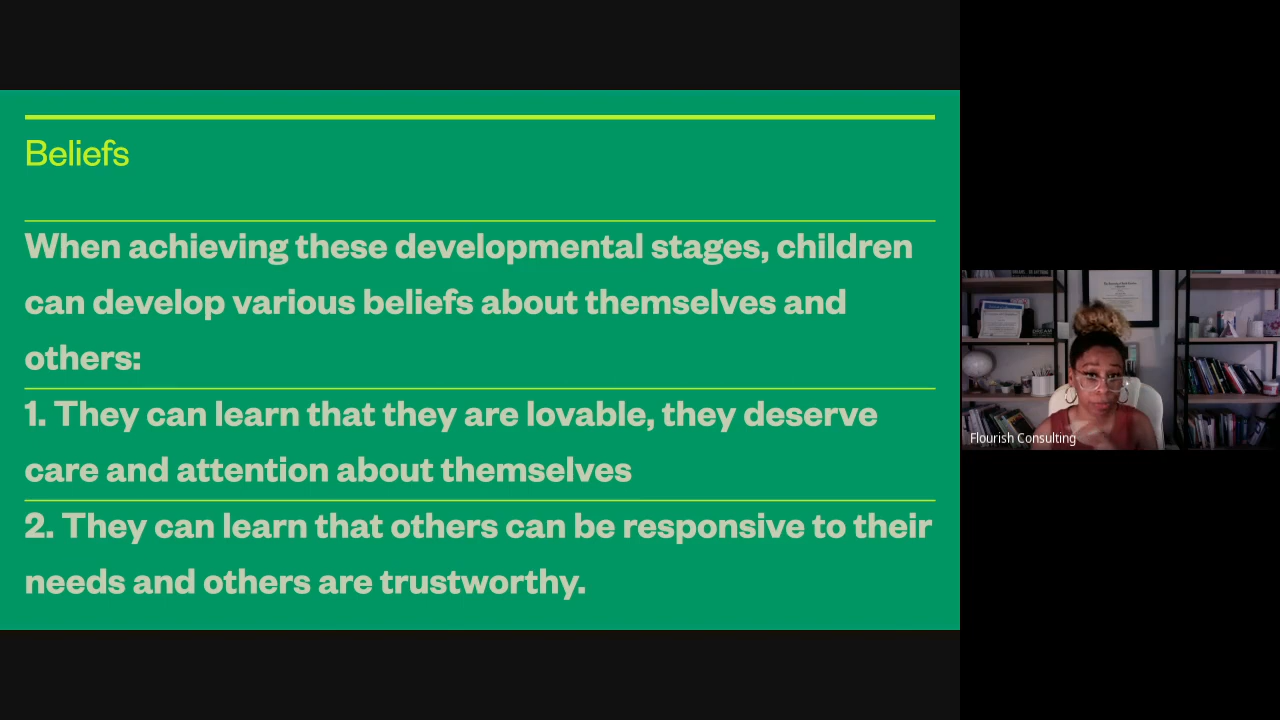 Beliefs
When achieving these developmental stages, children
can develop various beliefs about themselves and
others:
1. They can learn that they are lovable, they deserve
care and attention about themselves
2. They can learn that others can be responsive to their
needs and others are trustworthy.
Flourish Consulting